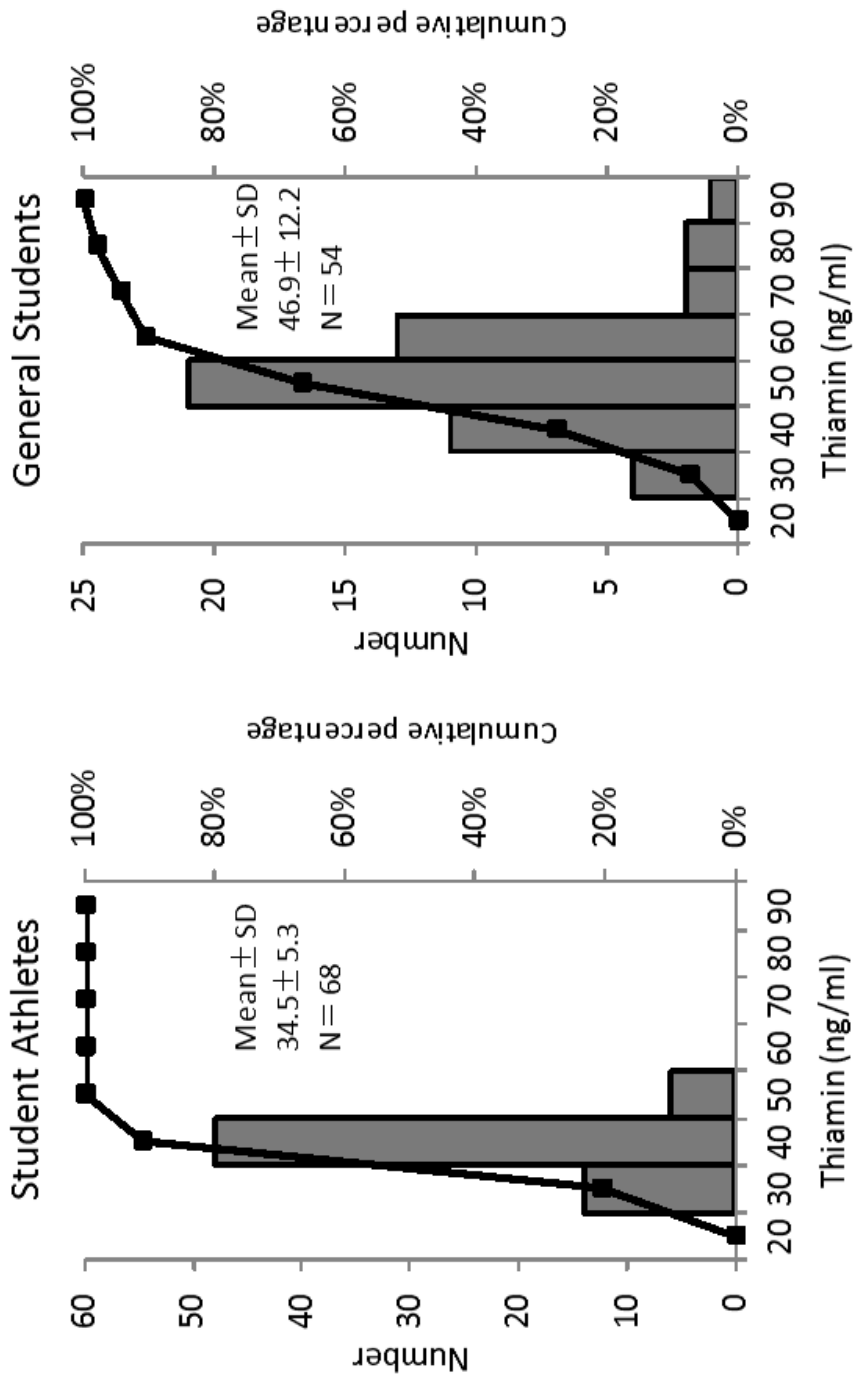 Student Athletes
60
50
40
30
20
10
0
Number
100%
80%
60%
40%
20%
0%
Cumulative percentage
Mean±SD
34.5±5.3
N=68
20 30 40 50 60 70 80 90
Thiamin (ng/ml)
General Students
25
20
15
10
5
0
Number
100%
80%
60%
40%
20%
0%
Cumulative percentage
Mean±SD
46.9±12.2
N=54
20 30 40 50 60 70 80 90
Thiamin (ng/ml)